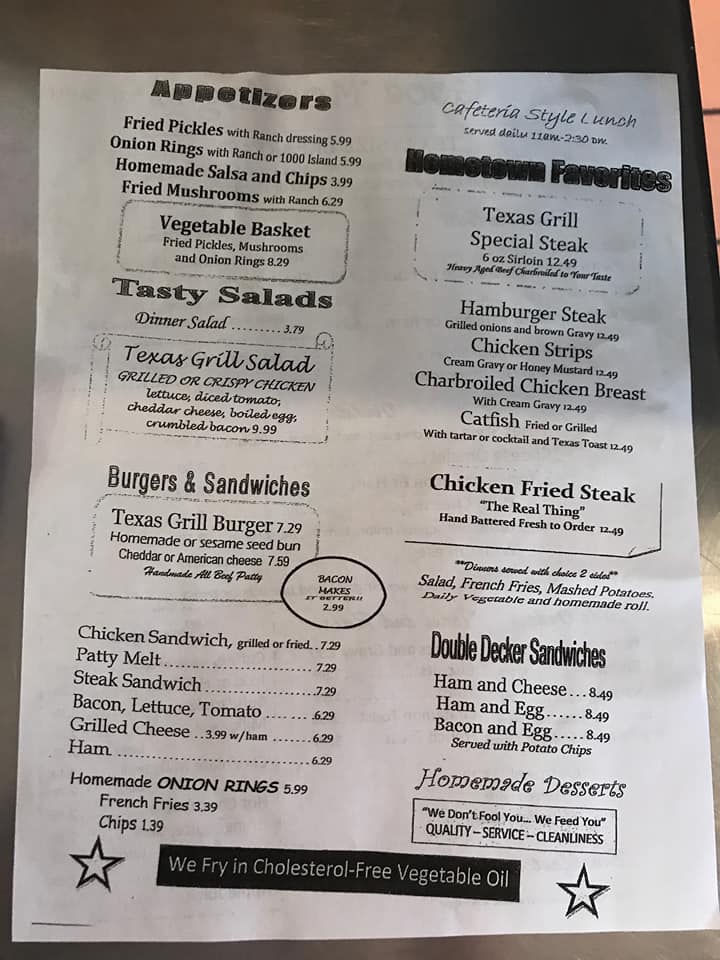 Appetizers
Fried Pickles with Ranch dressing 5.99
Onion Rings with Ranch or 1000 Island 5.99
Homemade Salsa and Chips 3.99
Fried Mushrooms with Ranch 6.29
Vegetable Basket
Fried Pickles, Mushrooms
and Onion Rings 8.29
Tasty Salads
Dinner Salad ......... 3.79
Texas Grill Salad
GRILLED OR CRISPY CHICKEN
lettuce, diced tomato,
cheddar cheese, boiled egg,
crumbled bacon 9.99
Burgers & Sandwiches
Texas Grill Burger 7.29
Homemade or sesame seed bun
Cheddar or American cheese 7.59
Handmade All Beef Patty
BACON
MAKES
IT BETTER!!
2.99
Chicken Sandwich, grilled or fried.. 7.29
Patty Melt.............................. 7.29
Steak Sandwich ......................7.29
Bacon, Lettuce, Tomato ...... ... .6.29
Grilled Cheese ..3.99 w/ham ....... 6.29
Ham ..................................... 6.29
Homemade ONION RINGS 5.99
French Fries 3.39
Chips 1.39
Cafeteria Style Lunch
served daily 11am-2:30 pm.
Hometown Favorites
Texas Grill
Special Steak
6 oz Sirloin 12.49
Heavy Aged Beef Charbroiled to Your Taste
Hamburger Steak
Grilled onions and brown Gravy 12.49
Chicken Strips
Cream Gravy or Honey Mustard 12.49
Charbroiled Chicken Breast
With Cream Gravy 12.49
Catfish Fried or Grilled
With tartar or cocktail and Texas Toast 12.49
Chicken Fried Steak
"The Real Thing"
Hand Battered Fresh to Order 12.49
**Dinners served with choice 2 sides**
Salad, French Fries, Mashed Potatoes.
Daily Vegetable and homemade roll.
Double Decker Sandwiches
Ham and Cheese... 8.49
Ham and Egg...... 8.49
Bacon and Egg..... 8.49
Served with Potato Chips
Homemade Desserts
"We Don't Fool You... We Feed You"
QUALITY – SERVICE – CLEANLINESS
We Fry in Cholesterol-Free Vegetable Oil